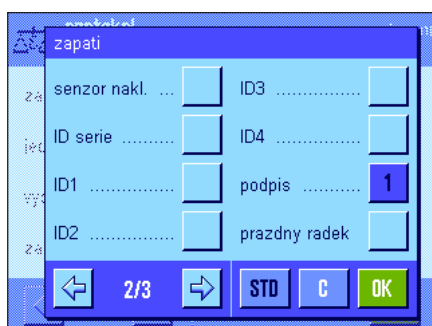 zapati
senzor nakl. ...
ID3 ...............
ID serie .........
ID4 ...............
ID1 ...............
podpis ..........
1
ID2 ...............
prazdny radek
2/3
STD
C
OK